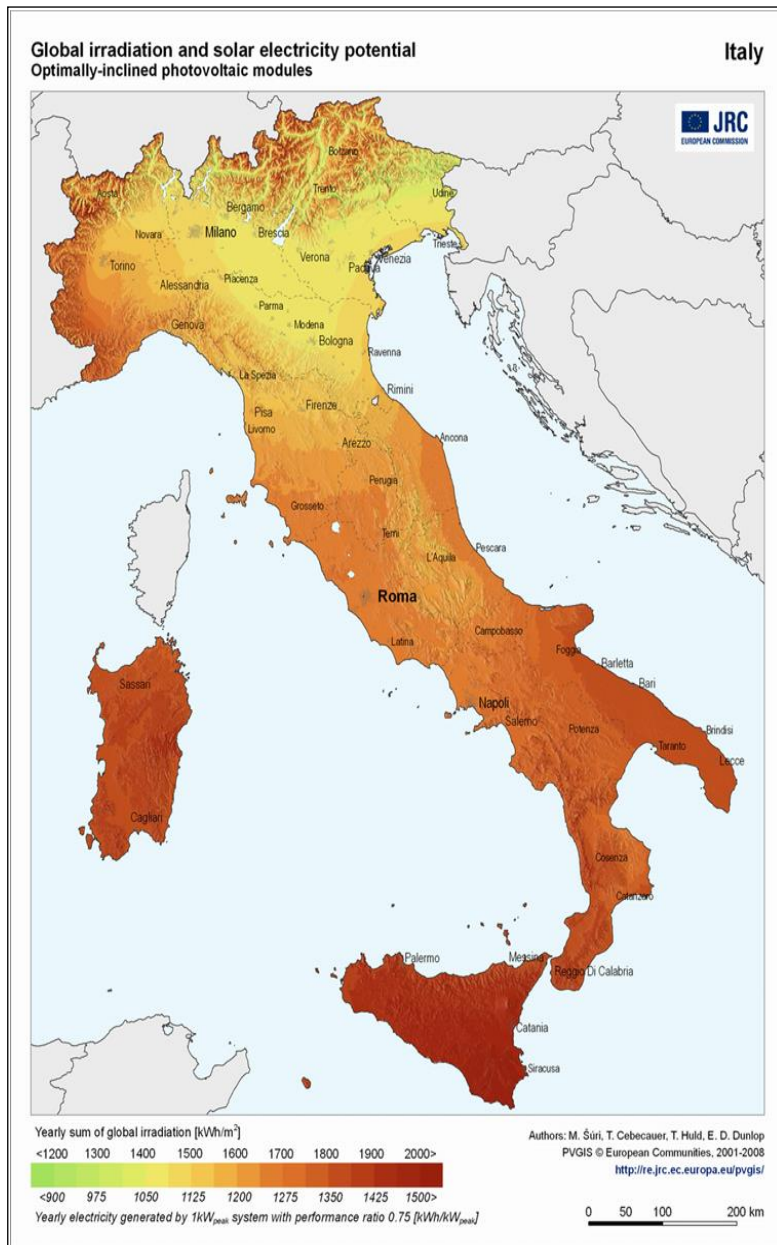 Global irradiation and solar electricity potential
Optimally-inclined photovoltaic modules
Italy
JRC
EUROPEAN COMMISSION
Bolzano
Aosta
Trento
Udine
Bergamo
Novara
Milano
Brescia
Trieste
Verona
Padova
Venezia
Torino
Piacenza
Alessandria
Parma
Genova
Modena
Bologna
Ravenna
La Spezia
Rimini
Firenze
Pisa
Livorno
Ancona
Arezzo
Perugia
Grosseto
Terni
Pescara
L'Aquila
Roma
Campobasso
Latina
Foggia
Barletta
Sassari
Bari
Napoli
Salerno
Potenza
Brindisi
Taranto
Lecce
Cagliari
Cosenza
Catanzaro
Palermo
Messina
Reggio Di Calabria
Catania
Siracusa
Yearly sum of global irradiation [kWh/m²]
<1200 1300 1400 1500 1600 1700 1800 1900 2000>
<900 975 1050 1125 1200 1275 1350 1425 1500>
Yearly electricity generated by 1kWpeak system with performance ratio 0.75 [kWh/kWpeak]
Authors: M. Šúri, T. Cebecauer, T. Huld, E. D. Dunlop
PVGIS © European Communities, 2001-2008
http://re.jrc.ec.europa.eu/pvgis/
0 50 100 200 km